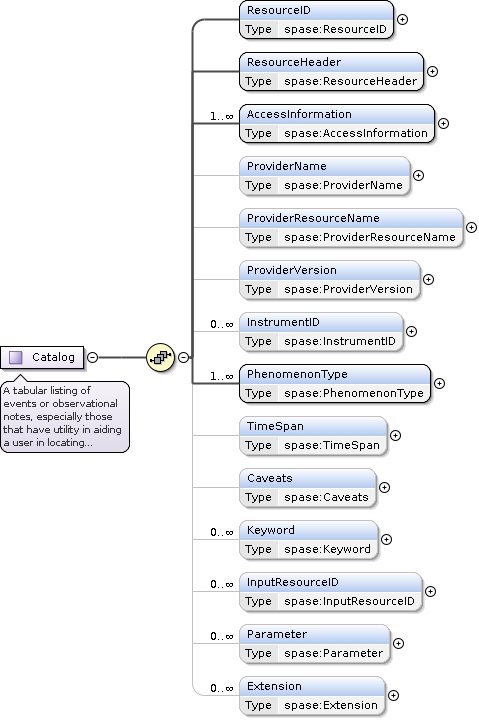 ResourceID
Type spase:ResourceID
ResourceHeader
Type spase:ResourceHeader
1..∞
AccessInformation
Type spase:AccessInformation
ProviderName
Type spase:ProviderName
ProviderResourceName
Type spase:ProviderResourceName
ProviderVersion
Type spase:ProviderVersion
0..∞
InstrumentID
Type spase:InstrumentID
Catalog
A tabular listing of
events or observational
notes, especially those
that have utility in aiding
a user in locating...
1..∞
PhenomenonType
Type spase:PhenomenonType
TimeSpan
Type spase:TimeSpan
Caveats
Type spase:Caveats
0..∞
Keyword
Type spase:Keyword
0..∞
InputResourceID
Type spase:InputResourceID
0..∞
Parameter
Type spase:Parameter
0..∞
Extension
Type spase:Extension